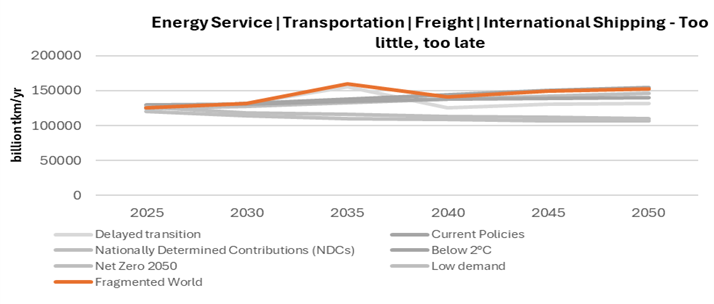 Energy Service|Transportation|Freight|International Shipping - Too
little, too late
billion tkm/yr
200000
150000
100000
50000
0
2025 2030 2035 2040 2045 2050
Delayed transition Current Policies
Nationally Determined Contributions (NDCs) Below 2°C
Net Zero 2050 Low demand
Fragmented World